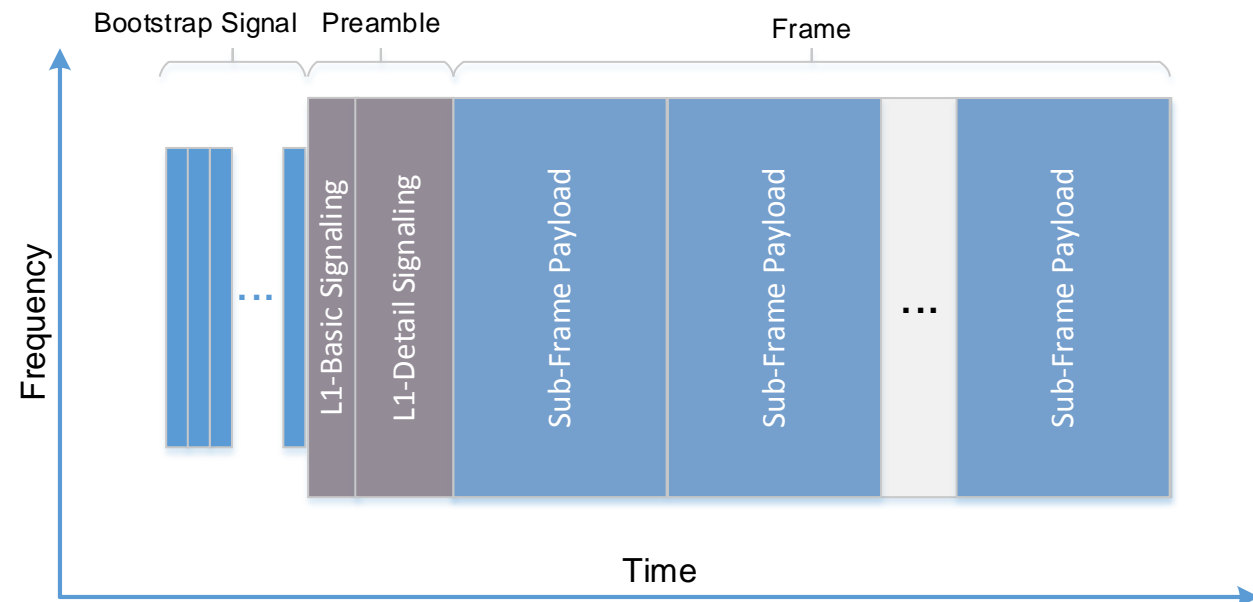 Bootstrap Signal
Preamble
Frame
Frequency
...
L1-Basic Signaling
L1-Detail Signaling
Sub-Frame Payload
Sub-Frame Payload
...
Sub-Frame Payload
Time